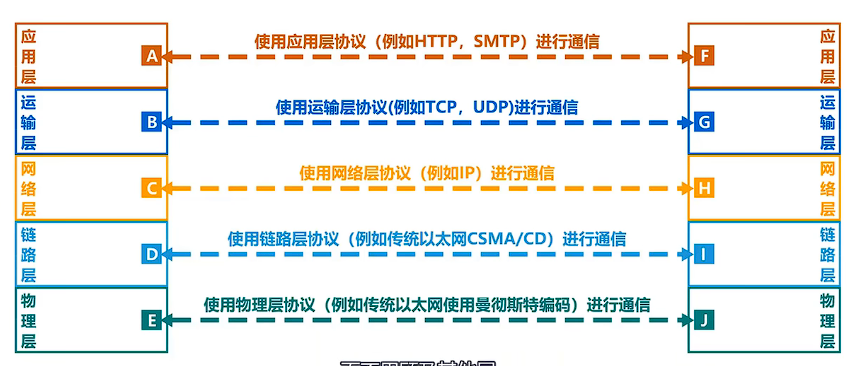 应用层
A
使用应用层协议（例如HTTP，SMTP）进行通信
F
应用层
运输层
B
使用运输层协议(例如TCP，UDP)进行通信
G
运输层
网络层
C
使用网络层协议（例如IP）进行通信
H
网络层
链路层
D
使用链路层协议（例如传统以太网CSMA/CD）进行通信
I
链路层
物理层
E
使用物理层协议（例如传统以太网使用曼彻斯特编码）进行通信
J
物理层